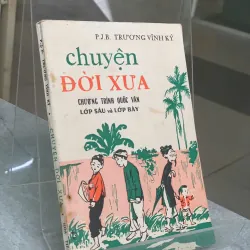 P.J.B. TRƯƠNG VĨNH KÝ
chuyện
ĐỜI XƯA
CHƯƠNG TRÌNH QUỐC VĂN
LỚP SÁU VÀ LỚP BẢY